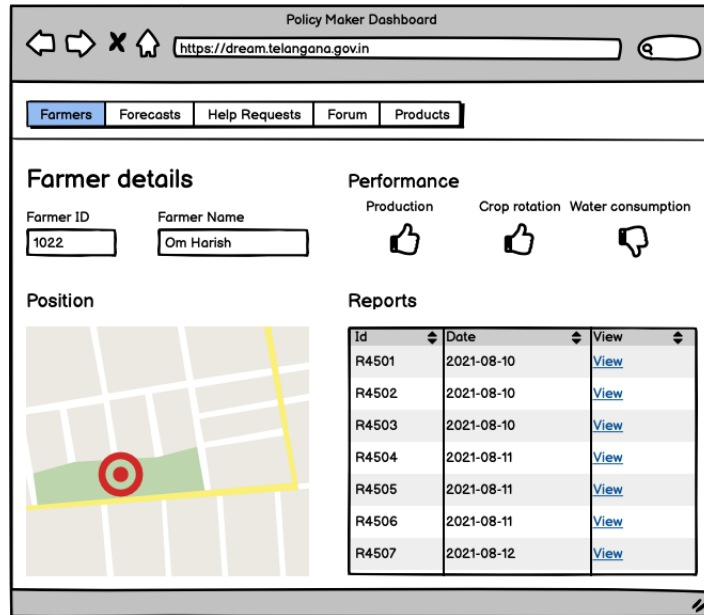 Policy Maker Dashboard
https://dream.telangana.gov.in
Farmers Forecasts Help Requests Forum Products
Farmer details
Farmer ID Farmer Name
1022 Om Harish
Performance
Production Crop rotation Water consumption
Position
Reports
Id Date View
R4501 2021-08-10 View
R4502 2021-08-10 View
R4503 2021-08-10 View
R4504 2021-08-11 View
R4505 2021-08-11 View
R4506 2021-08-11 View
R4507 2021-08-12 View